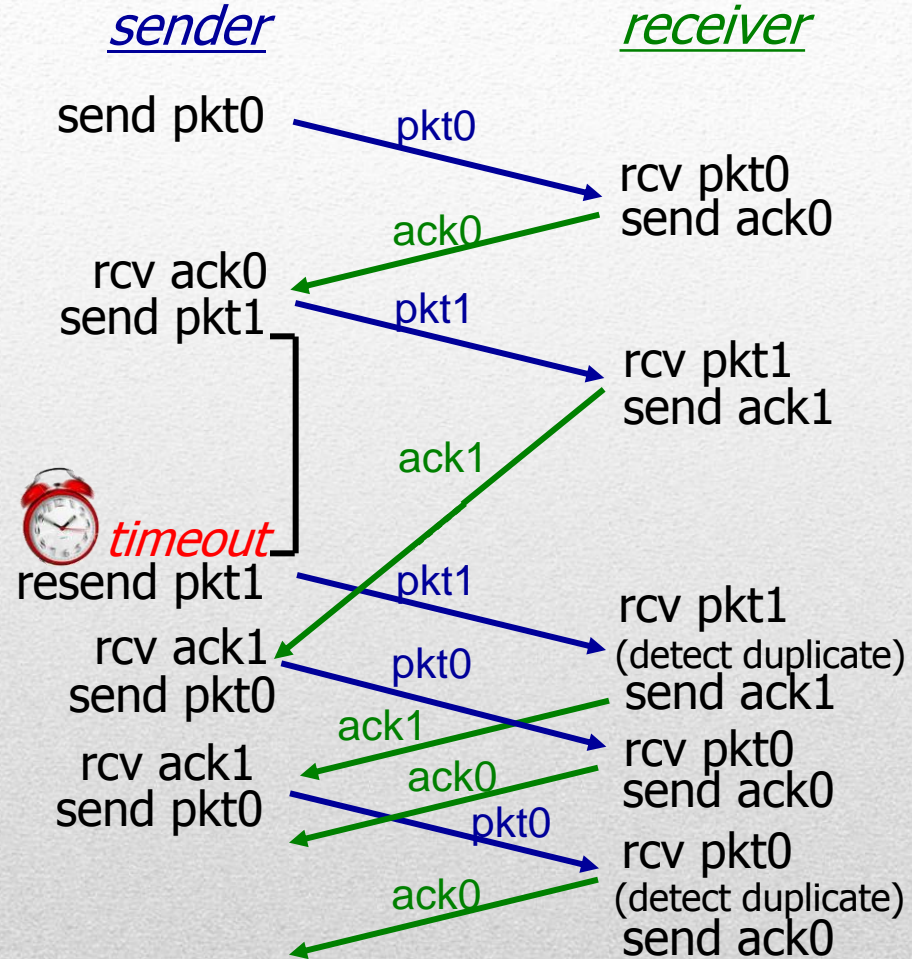 sender
receiver
send pkt0
pkt0
rcv pkt0
send ack0
ack0
rcv ack0
send pkt1
pkt1
rcv pkt1
send ack1
ack1
timeout
resend pkt1
pkt1
rcv pkt1
(detect duplicate)
send ack1
rcv ack1
send pkt0
pkt0
ack1
rcv pkt0
send ack0
rcv ack1
send pkt0
ack0
pkt0
rcv pkt0
(detect duplicate)
send ack0
ack0